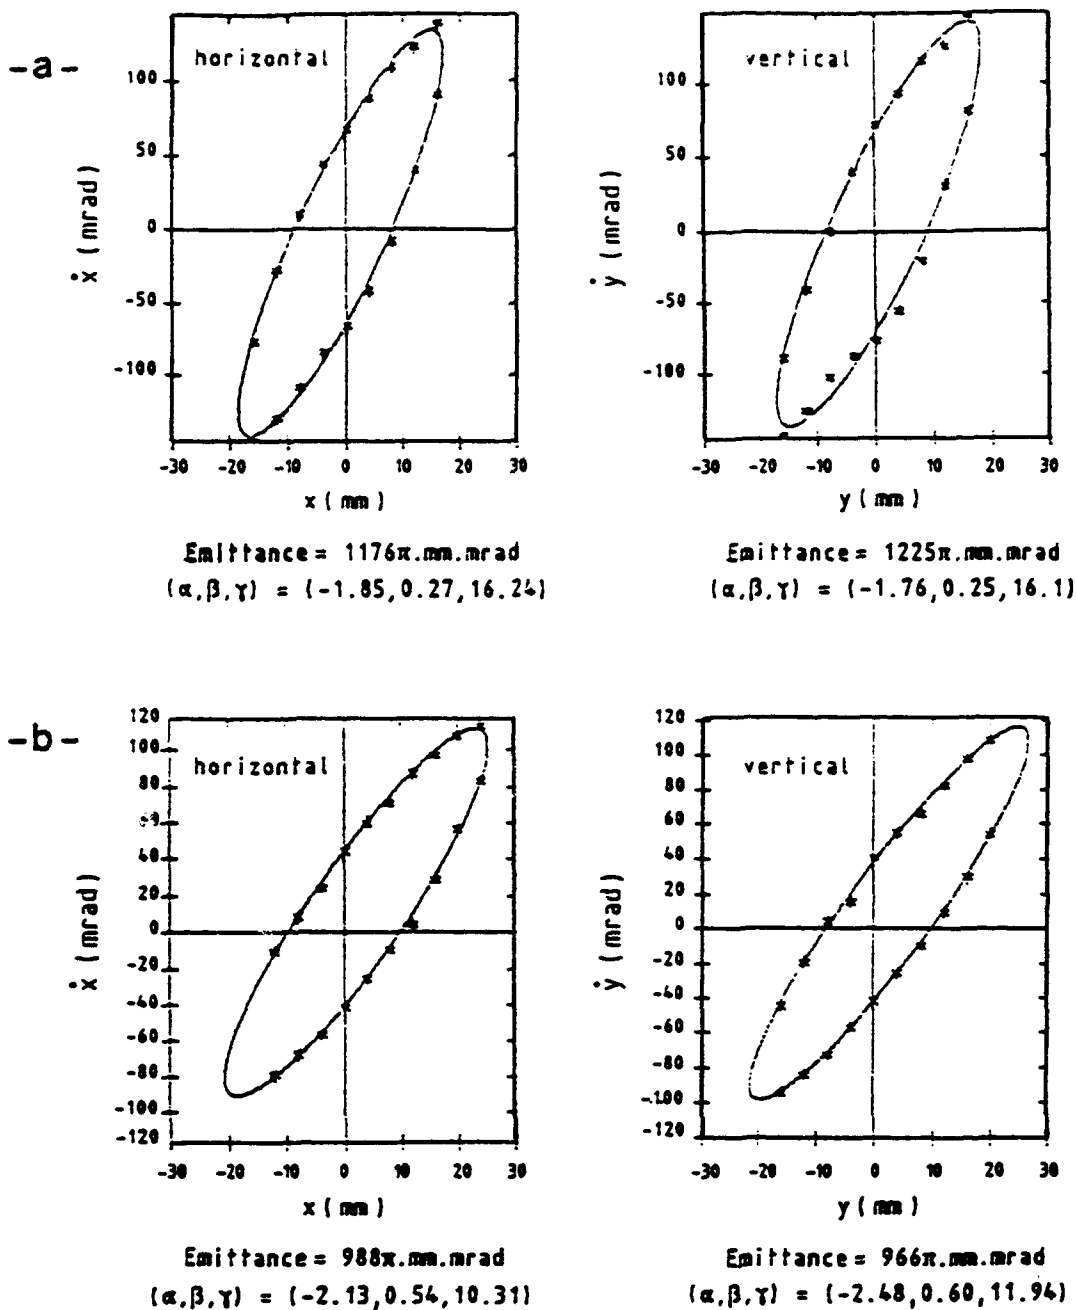 -a-
horizontal
100
50
0
-50
-100
ẋ (mrad)
-30 -20 -10 0 10 20 30
x (mm)
Emittance = 1176π.mm.mrad
(α,β,γ) = (-1.85,0.27,16.24)
vertical
100
50
0
-50
-100
ẏ (mrad)
-30 -20 -10 0 10 20 30
y (mm)
Emittance = 1225π.mm.mrad
(α,β,γ) = (-1.76,0.25,16.1)
-b-
horizontal
120
100
80
60
40
20
0
-20
-40
-60
-80
-100
-120
ẋ (mrad)
-30 -20 -10 0 10 20 30
x (mm)
Emittance = 988π.mm.mrad
(α,β,γ) = (-2.13,0.54,10.31)
vertical
120
100
80
60
40
20
0
-20
-40
-60
-80
-100
-120
ẏ (mrad)
-30 -20 -10 0 10 20 30
y (mm)
Emittance = 966π.mm.mrad
(α,β,γ) = (-2.48,0.60,11.94)